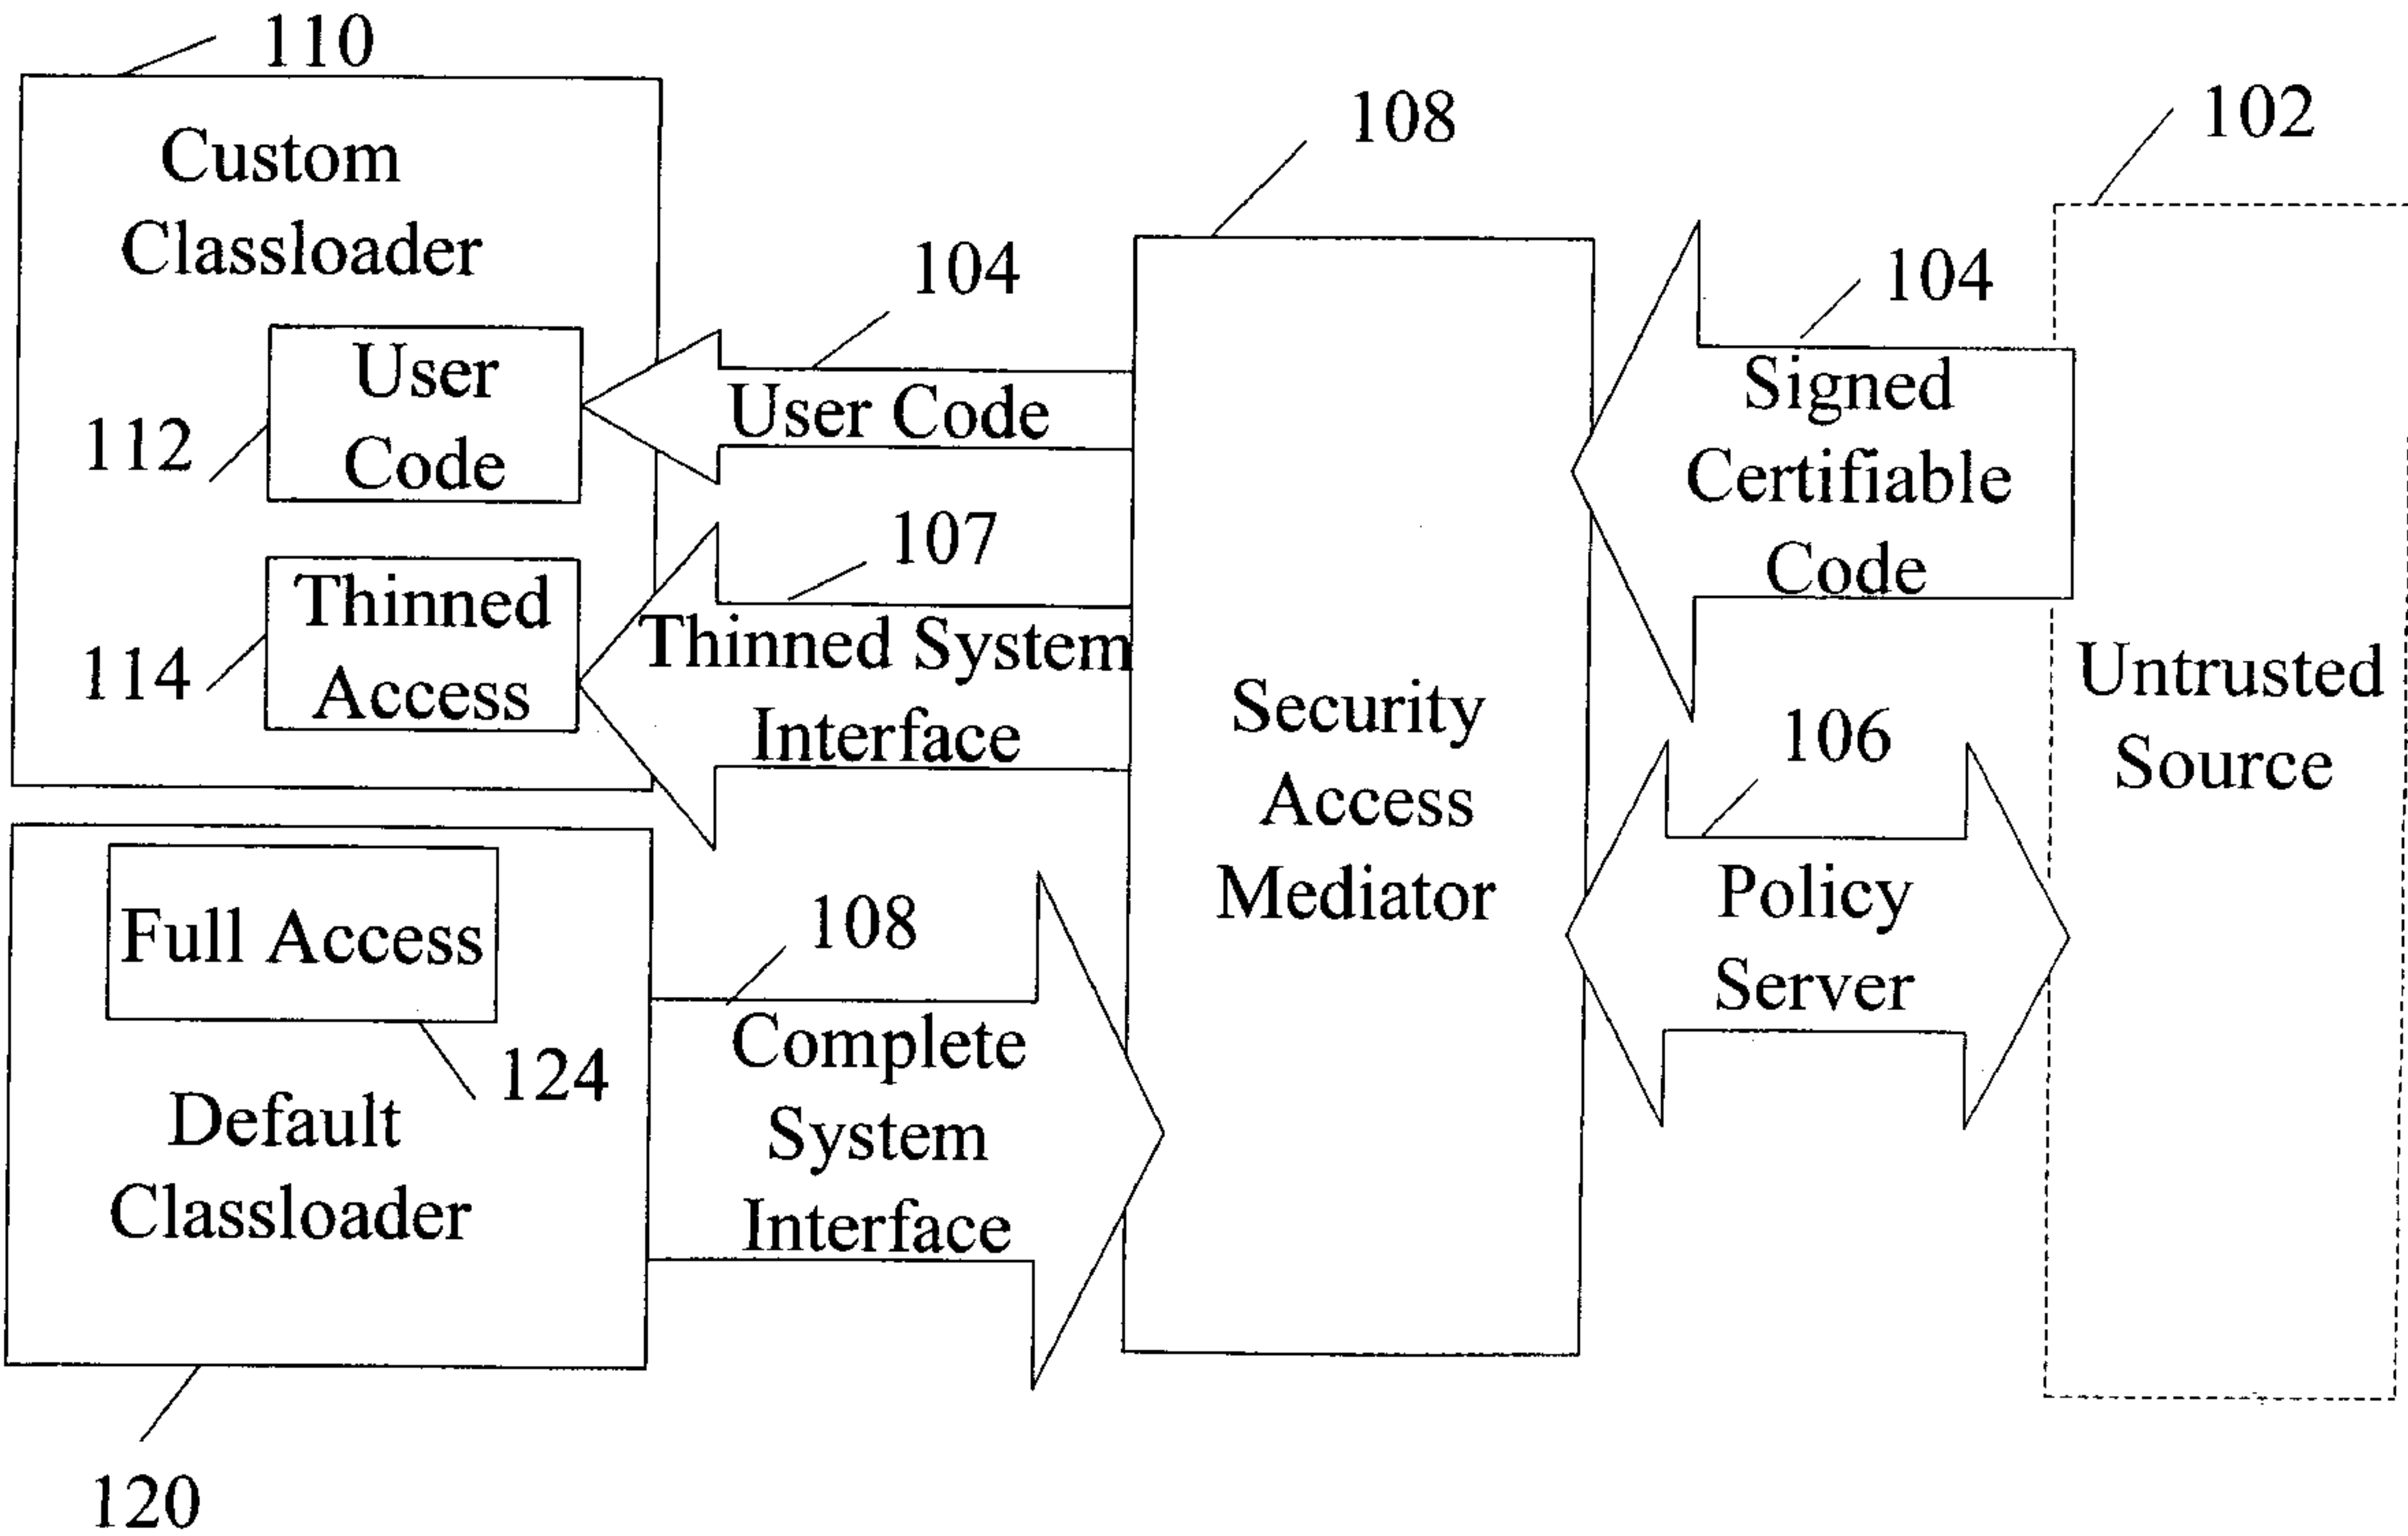 110
Custom
Classloader
112
User
Code
114
Thinned
Access
104
User Code
107
Thinned System
Interface
Full Access
124
Default
Classloader
120
108
Complete
System
Interface
108
Security
Access
Mediator
104
Signed
Certifiable
Code
106
Policy
Server
102
Untrusted
Source